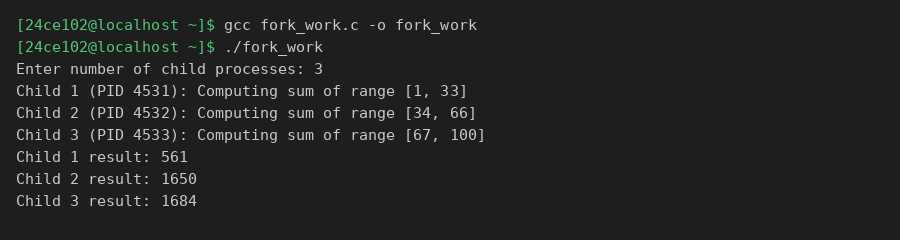 [24ce102@localhost ~]$ gcc fork_work.c -o fork_work
[24ce102@localhost ~]$ ./fork_work
Enter number of child processes: 3
Child 1 (PID 4531): Computing sum of range [1, 33]
Child 2 (PID 4532): Computing sum of range [34, 66]
Child 3 (PID 4533): Computing sum of range [67, 100]
Child 1 result: 561
Child 2 result: 1650
Child 3 result: 1684